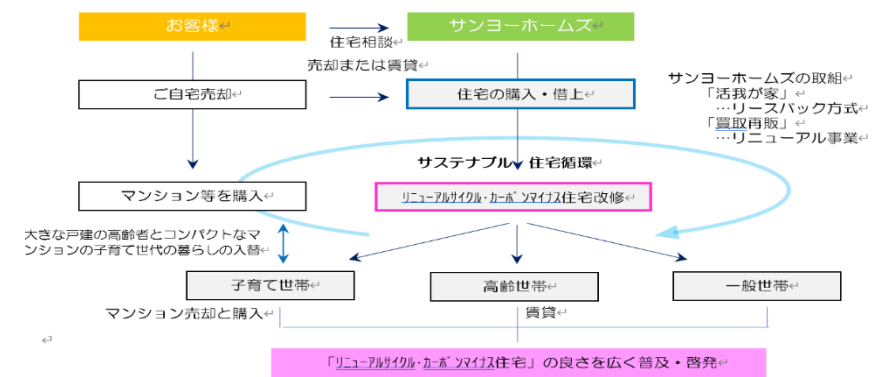 お客様
サンヨーホームズ
住宅相談
売却または賃貸
ご自宅売却
住宅の購入・借上
サンヨーホームズの取組
「活我が家」
…リースバック方式
「買取再販」
…リニューアル事業
サステナブル 住宅循環
マンション等を購入
ﾘﾆｭｰｱﾙｻｲｸﾙ･ｶｰﾎﾞﾝﾏｲﾅｽ住宅改修
大きな戸建の高齢者とコンパクトなマ
ンションの子育て世代の暮らしの入替
子育て世帯
高齢世帯
一般世帯
マンション売却と購入
賃貸
「ﾘﾆｭｰｱﾙｻｲｸﾙ･ｶｰﾎﾞﾝﾏｲﾅｽ住宅」の良さを広く普及・啓発